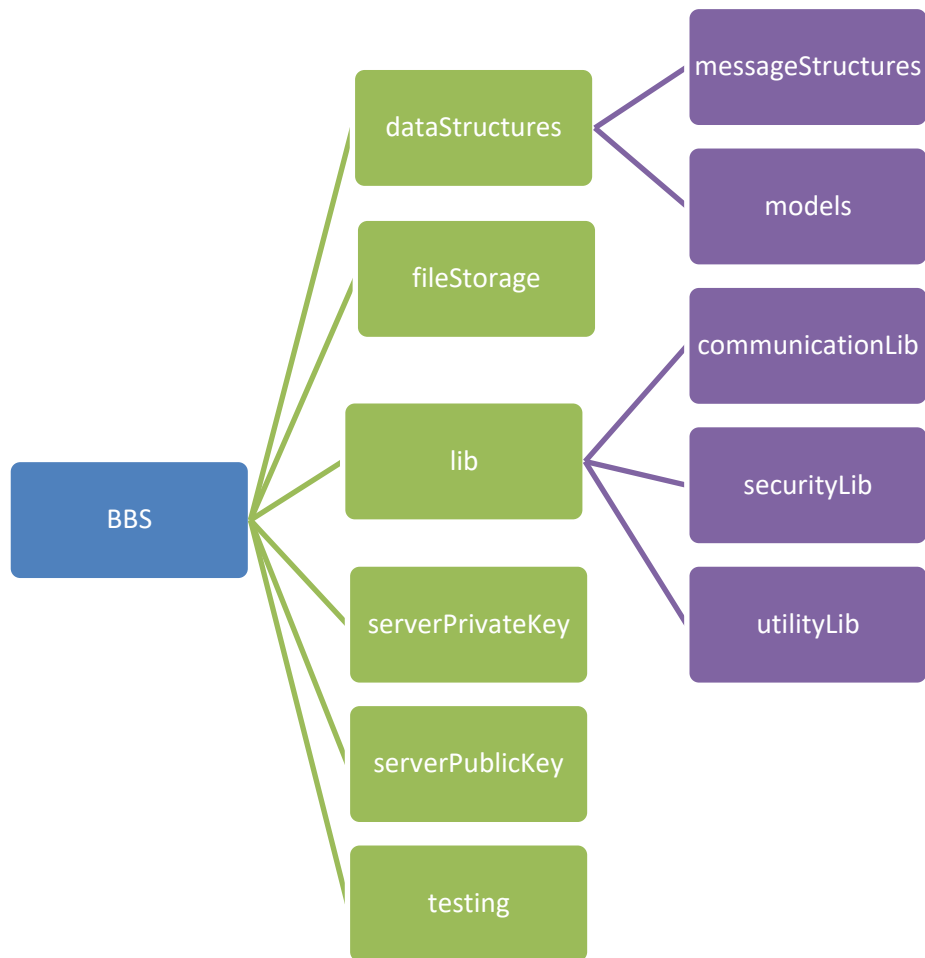 BBS
dataStructures
messageStructures
models
fileStorage
lib
communicationLib
securityLib
utilityLib
serverPrivateKey
serverPublicKey
testing